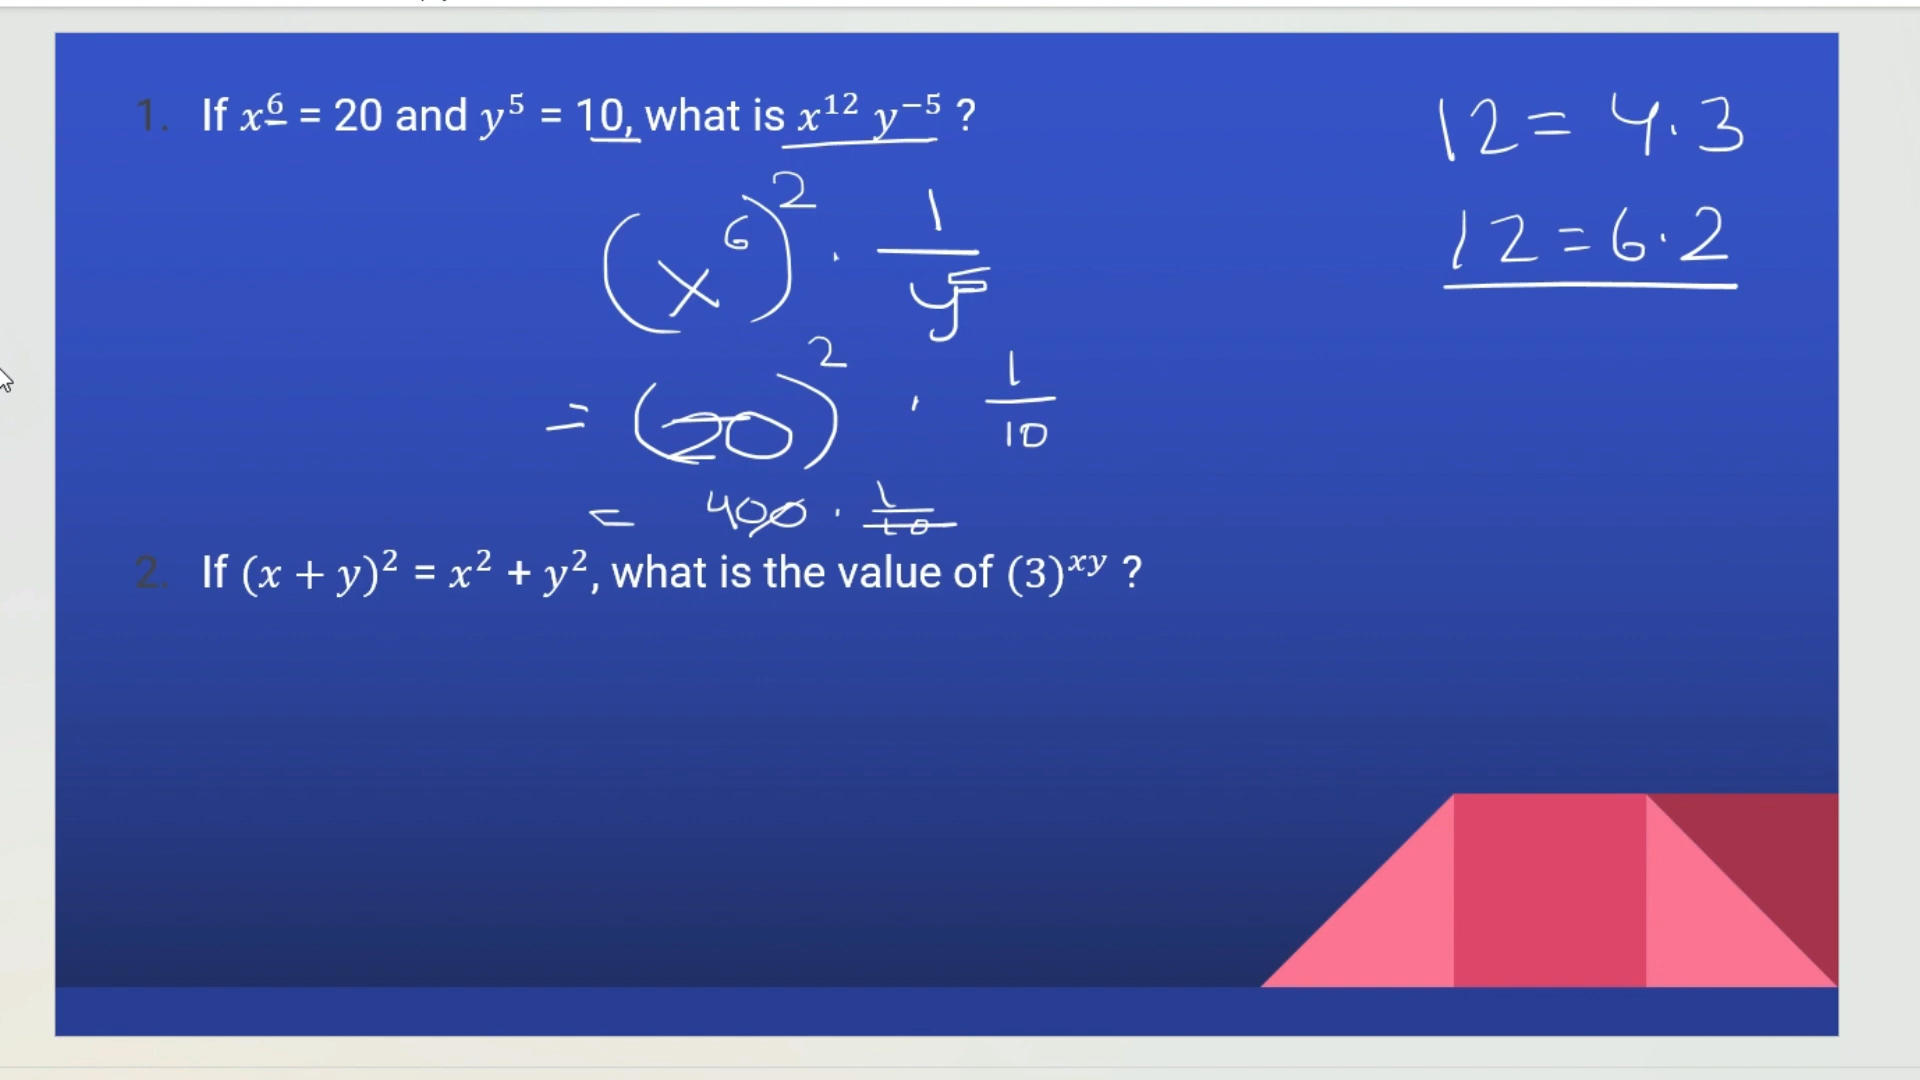 1. If x⁶ = 20 and y⁵ = 10, what is x¹² y⁻⁵ ?
12 = 4.3
12 = 6.2
(x⁶)² . 1/y⁵
= (20)² . 1/10
= 400 . 1/10
2. If (x + y)² = x² + y², what is the value of (3)ˣʸ ?